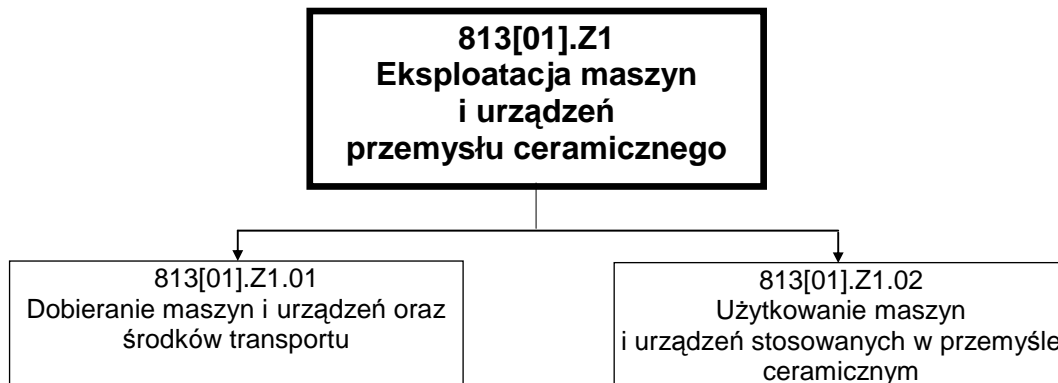 813[01].Z1
Eksploatacja maszyn
i urządzeń
przemysłu ceramicznego
813[01].Z1.01
Dobieranie maszyn i urządzeń oraz
środków transportu
813[01].Z1.02
Użytkowanie maszyn
i urządzeń stosowanych w przemyśle
ceramicznym